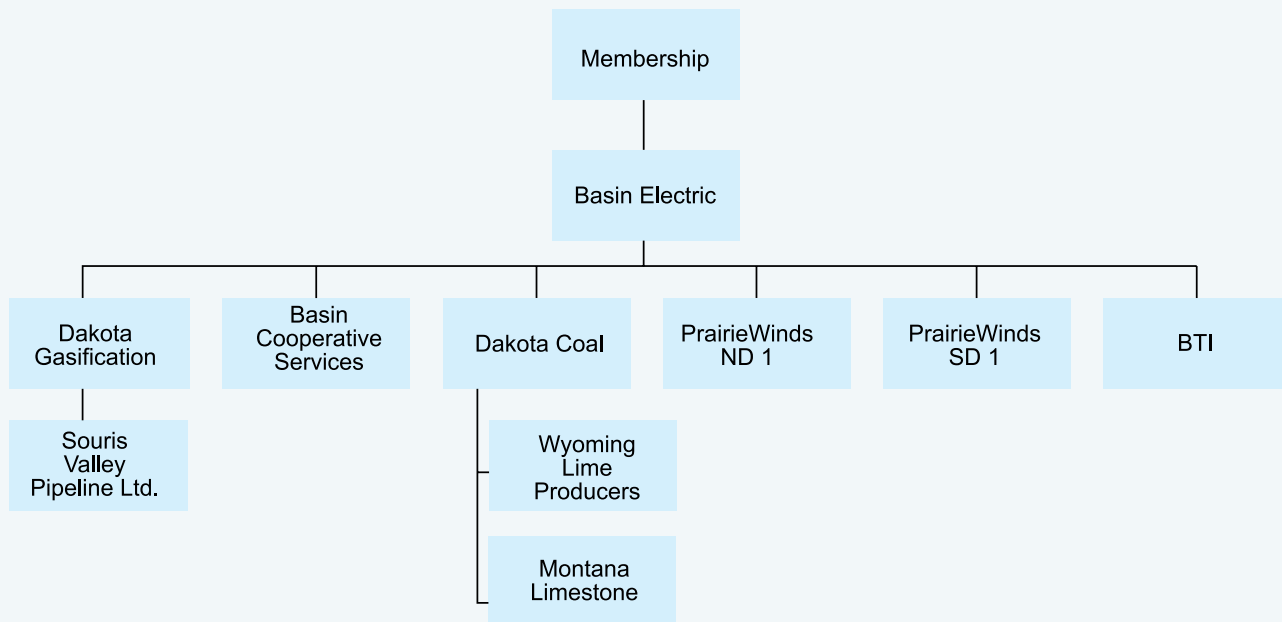 Membership
Basin Electric
Dakota
Gasification
Basin
Cooperative
Services
Dakota Coal
PrairieWinds
ND 1
PrairieWinds
SD 1
BTI
Souris
Valley
Pipeline Ltd.
Wyoming
Lime
Producers
Montana
Limestone